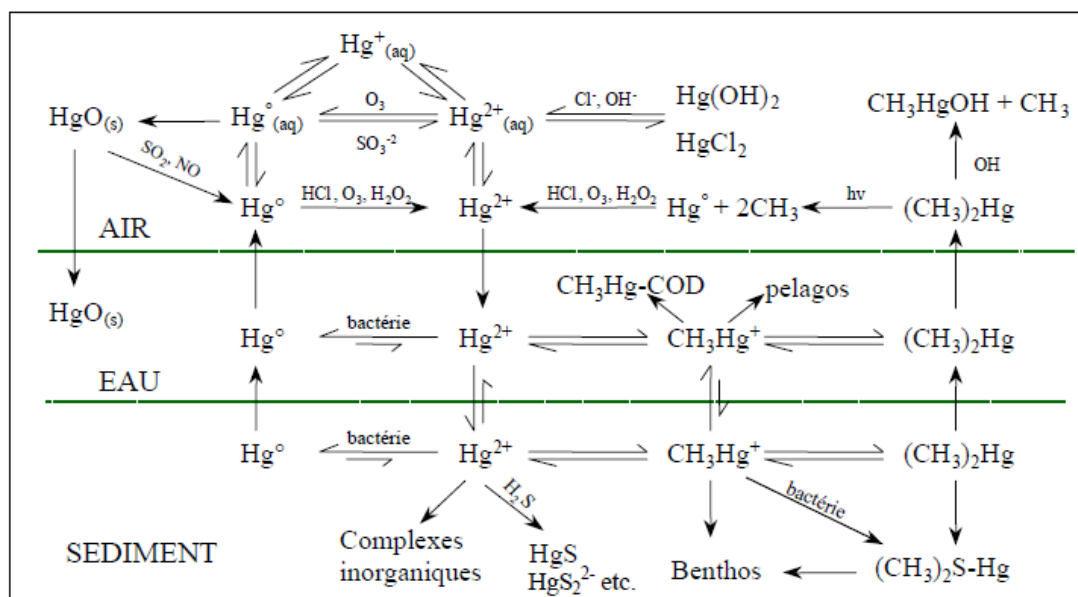 Hg⁺(aq)
HgO(s) Hg°(aq) O₃ SO₃⁻² Hg²⁺(aq) Cl⁻, OH⁻ Hg(OH)₂ CH₃HgOH + CH₃
HgCl₂
SO₂, NO OH
Hg° HCl, O₃, H₂O₂ Hg²⁺ HCl, O₃, H₂O₂ Hg° + 2CH₃ hv (CH₃)₂Hg
AIR
CH₃Hg-COD pelagos
HgO(s)
Hg° bactérie Hg²⁺ CH₃Hg⁺ (CH₃)₂Hg
EAU
Hg° bactérie Hg²⁺ CH₃Hg⁺ (CH₃)₂Hg
H₂S bactérie
Complexes
inorganiques
HgS
HgS₂²⁻ etc.
SEDIMENT Benthos (CH₃)₂S-Hg